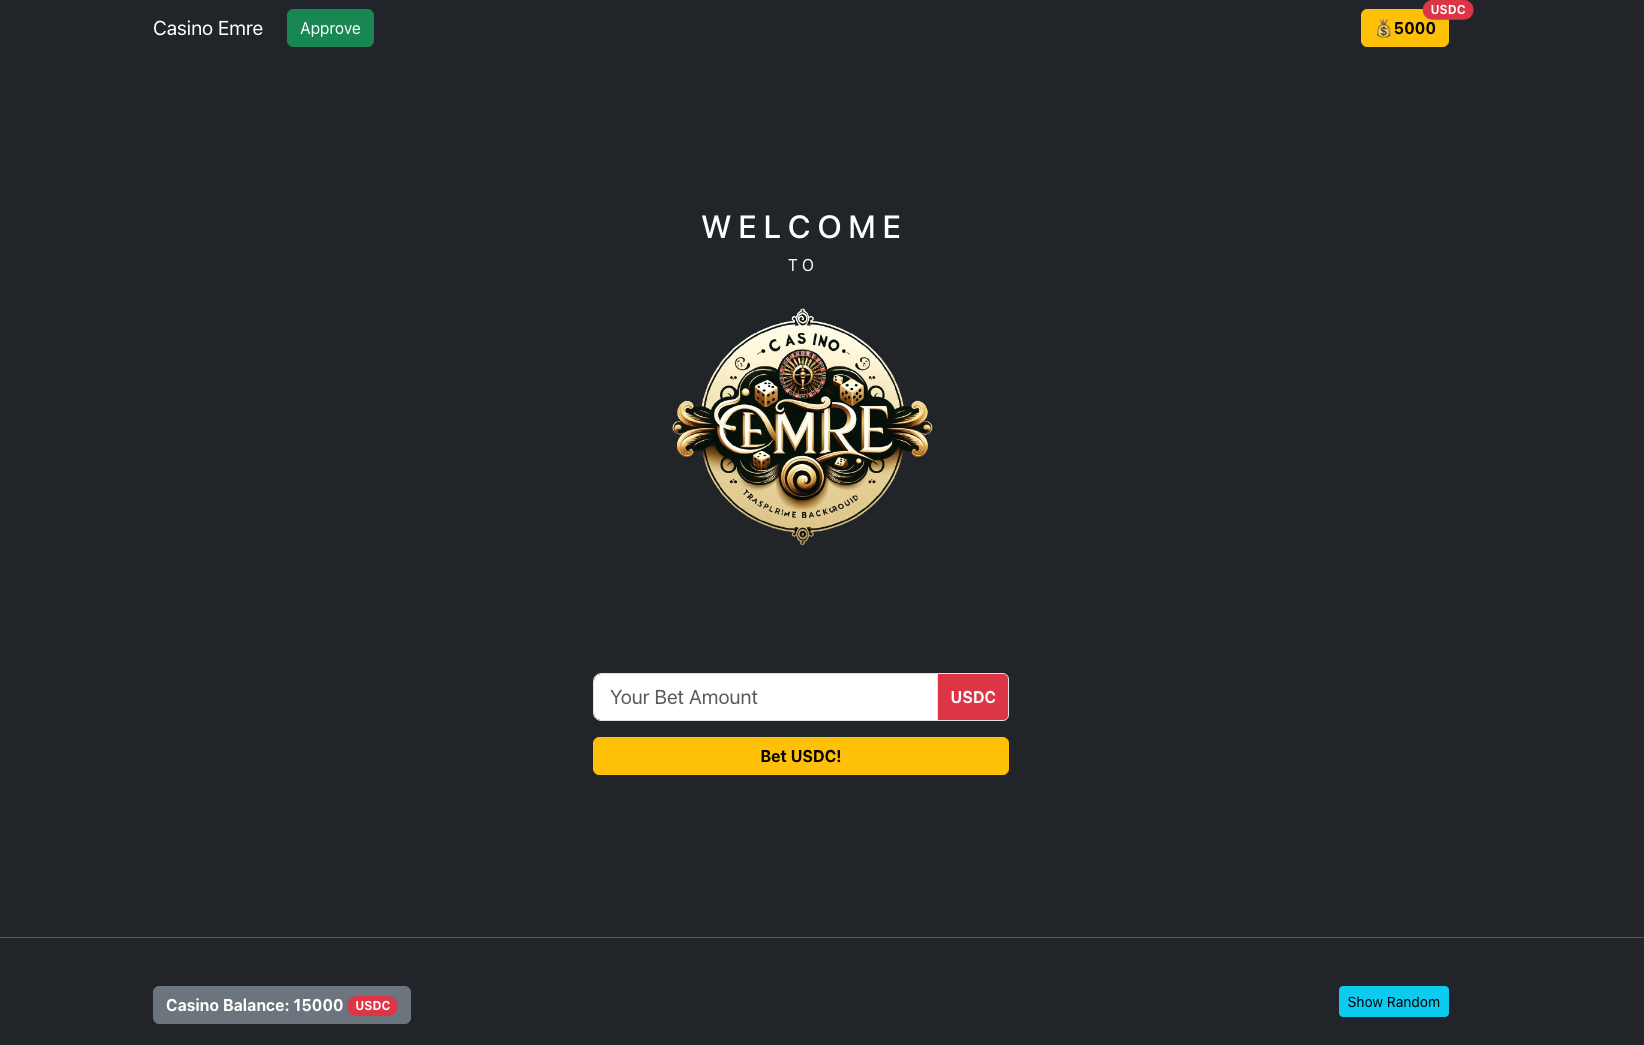 Casino Emre
Approve
USDC
💰5000
WELCOME
TO
CASINO
EMRE
TRASPLRIME BACKGROUID
Your Bet Amount
USDC
Bet USDC!
Casino Balance: 15000 USDC
Show Random